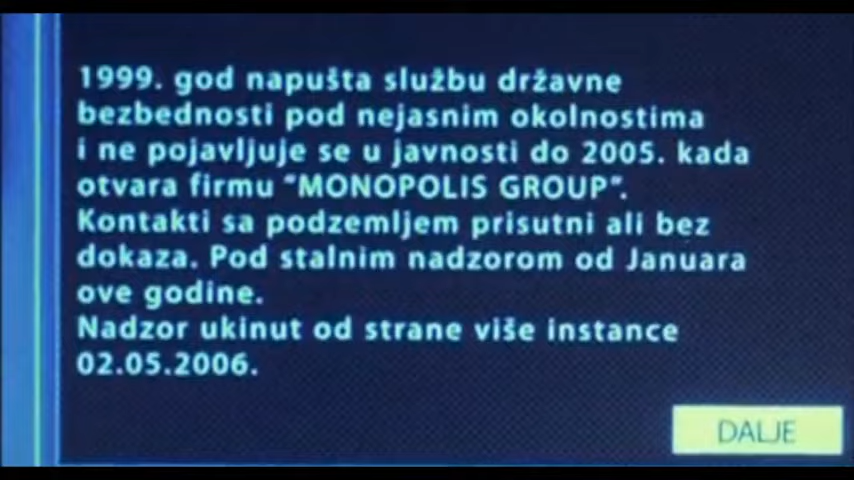 1999. god napušta službu državne
bezbednosti pod nejasnim okolnostima
i ne pojavljuje se u javnosti do 2005. kada
otvara firmu "MONOPOLIS GROUP".
Kontakti sa podzemljem prisutni ali bez
dokaza. Pod stalnim nadzorom od Januara
ove godine.
Nadzor ukinut od strane više instance
02.05.2006.
DALJE